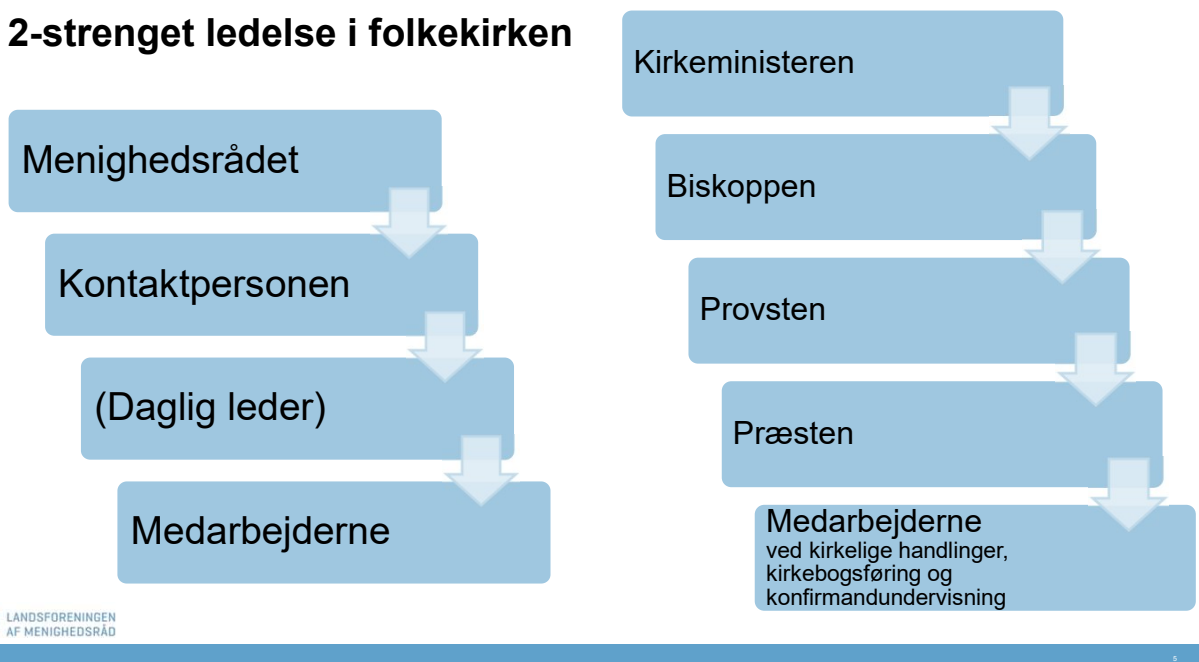 2-strenget ledelse i folkekirken
Menighedsrådet
Kontaktpersonen
(Daglig leder)
Medarbejderne
Kirkeministeren
Biskoppen
Provsten
Præsten
Medarbejderne
ved kirkelige handlinger,
kirkebogsføring og
konfirmandundervisning
LANDSFORENINGEN
AF MENIGHEDSRÅD
5